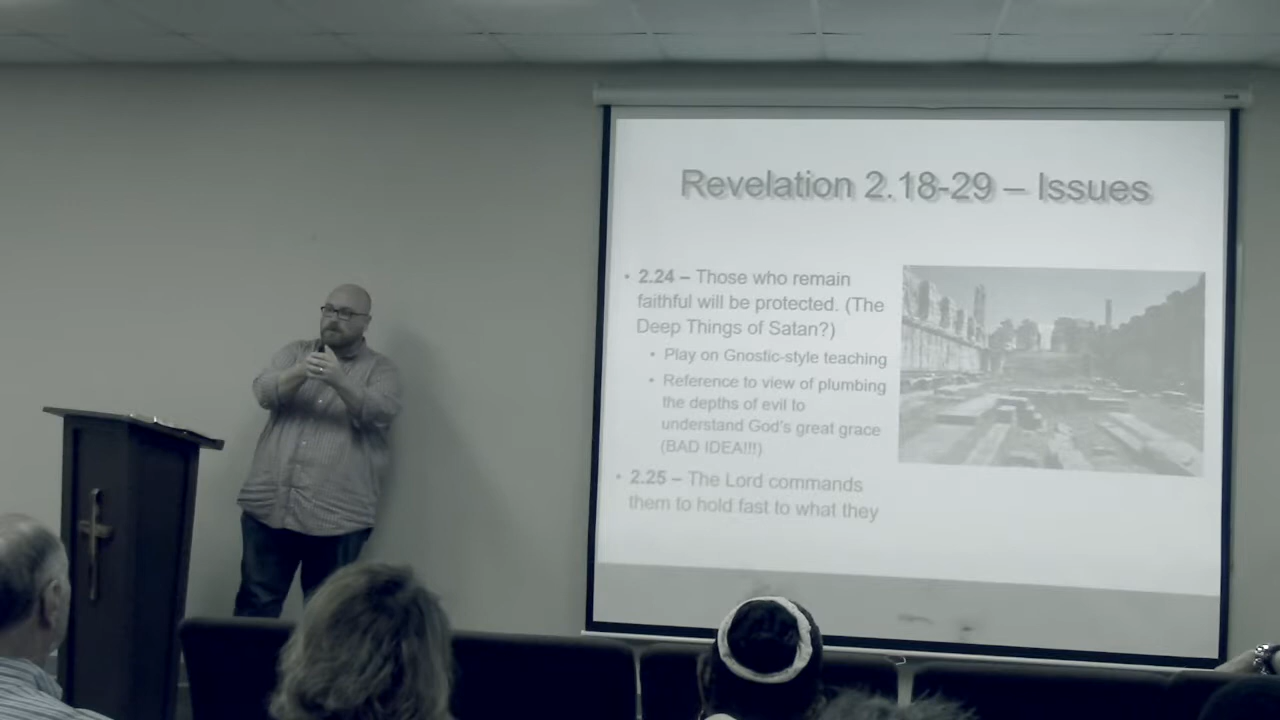 Revelation 2.18-29 – Issues
• 2.24 – Those who remain
faithful will be protected. (The
Deep Things of Satan?)
• Play on Gnostic-style teaching
• Reference to view of plumbing
the depths of evil to
understand God's great grace
(BAD IDEA!!!)
• 2.25 – The Lord commands
them to hold fast to what they